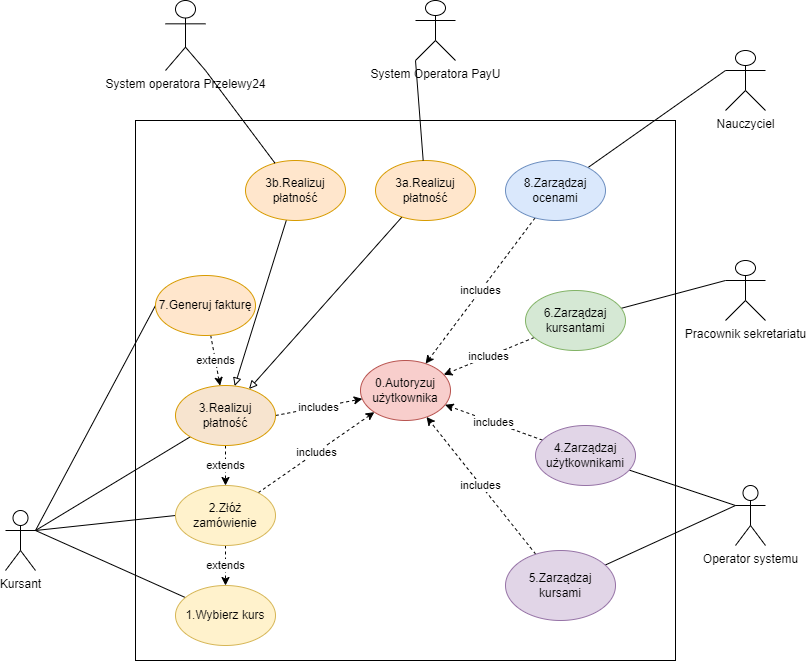 System operatora Przelewy24
System Operatora PayU
Nauczyciel
3b.Realizuj
płatność
3a.Realizuj
płatność
8.Zarządzaj
ocenami
includes
7.Generuj fakturę
6.Zarządzaj
kursantami
Pracownik sekretariatu
extends
includes
0.Autoryzuj
użytkownika
3.Realizuj
płatność
includes
includes
4.Zarządzaj
użytkownikami
extends
includes
includes
2.Złóż
zamówienie
Kursant
Operator systemu
extends
5.Zarządzaj
kursami
1.Wybierz kurs